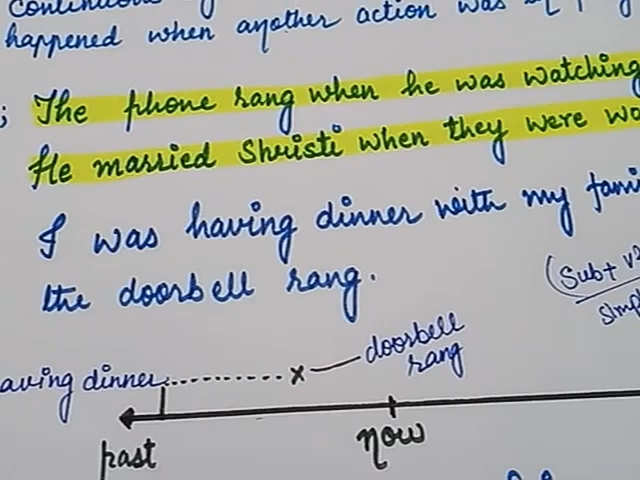 happened when another action was
The phone rang when he was watching
He married Shristi when they were
I was having dinner with my
the doorbell rang.
(Sub + V2
doorbell
rang
dinner
past
now